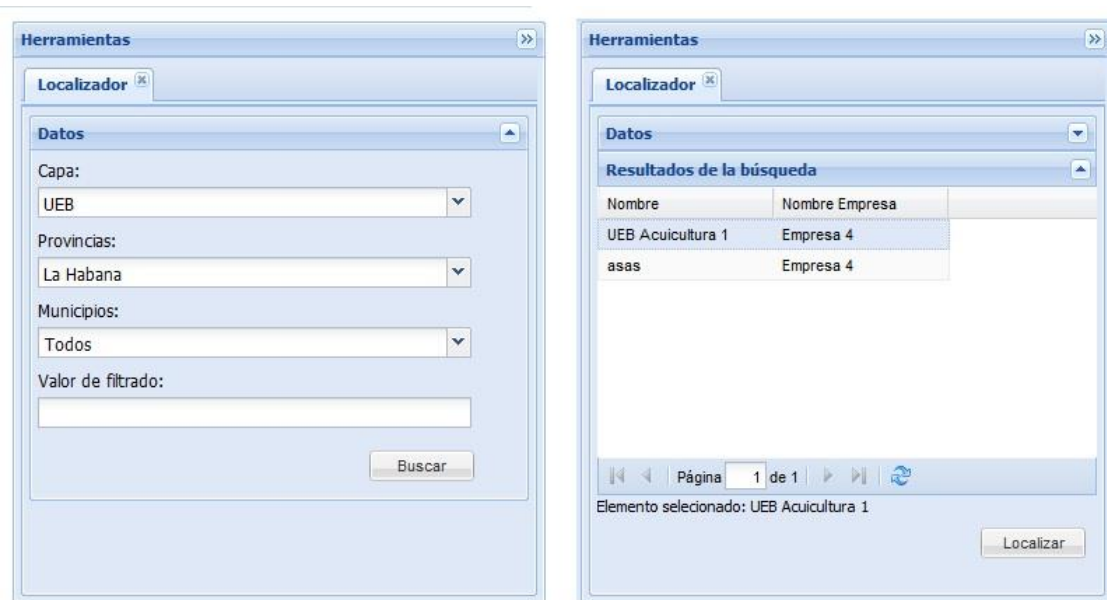 Herramientas
Localizador
Datos
Capa:
UEB
Provincias:
La Habana
Municipios:
Todos
Valor de filtrado:
Buscar
Herramientas
Localizador
Datos
Resultados de la búsqueda
Nombre Nombre Empresa
UEB Acuicultura 1 Empresa 4
asas Empresa 4
Página 1 de 1
Elemento selecionado: UEB Acuicultura 1
Localizar